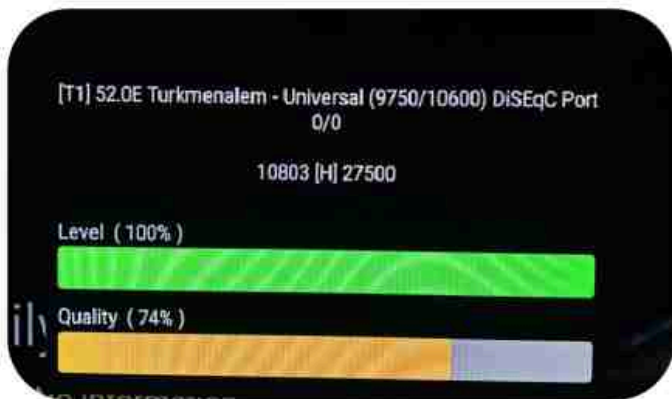 [T1] 52.0E Turkmenalem - Universal (9750/10600) DiSEqC Port
0/0
10803 [H] 27500
Level ( 100% )
Quality ( 74% )